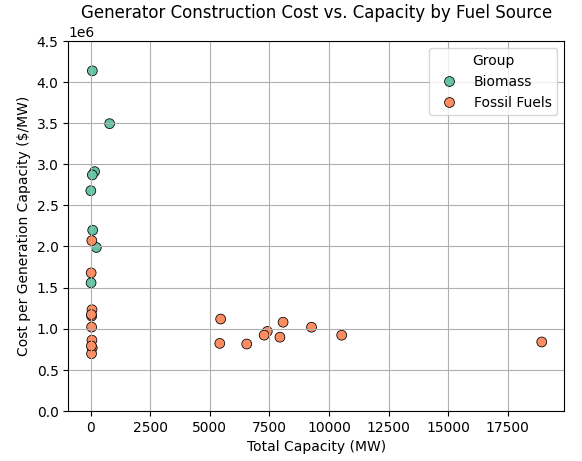 Generator Construction Cost vs. Capacity by Fuel Source
1e6
4.5
4.0
3.5
3.0
2.5
2.0
1.5
1.0
0.5
0.0
Cost per Generation Capacity ($/MW)
Group
Biomass
Fossil Fuels
0 2500 5000 7500 10000 12500 15000 17500
Total Capacity (MW)